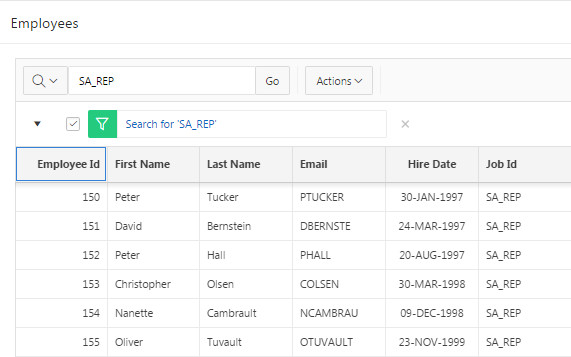 Employees
SA_REP Go Actions
Search for 'SA_REP'
Employee Id First Name Last Name Email Hire Date Job Id
150 Peter Tucker PTUCKER 30-JAN-1997 SA_REP
151 David Bernstein DBERNSTE 24-MAR-1997 SA_REP
152 Peter Hall PHALL 20-AUG-1997 SA_REP
153 Christopher Olsen COLSEN 30-MAR-1998 SA_REP
154 Nanette Cambrault NCAMBRAU 09-DEC-1998 SA_REP
155 Oliver Tuvault OTUVAULT 23-NOV-1999 SA_REP